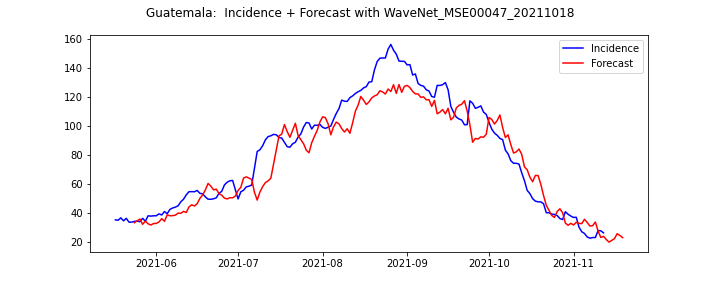 Guatemala:  Incidence + Forecast with WaveNet_MSE00047_20211018
160
140
120
100
80
60
40
20
Incidence
Forecast
2021-06 2021-07 2021-08 2021-09 2021-10 2021-11